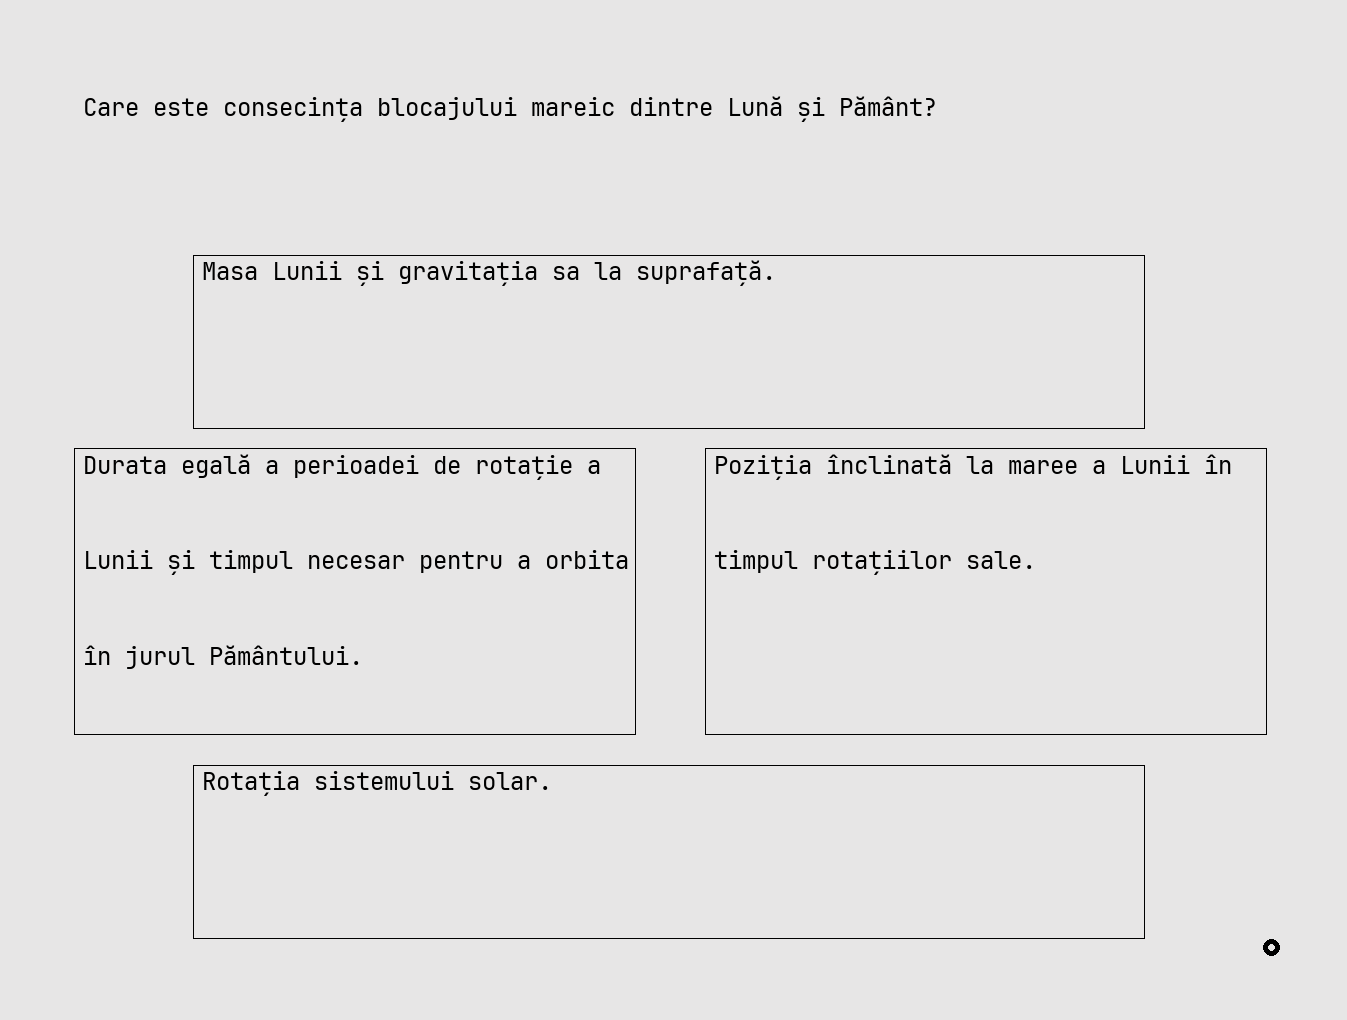 Care este consecința blocajului mareic dintre Lună și Pământ?
Masa Lunii și gravitația sa la suprafață.
Durata egală a perioadei de rotație a
Lunii și timpul necesar pentru a orbita
în jurul Pământului.
Poziția înclinată la maree a Lunii în
timpul rotațiilor sale.
Rotația sistemului solar.